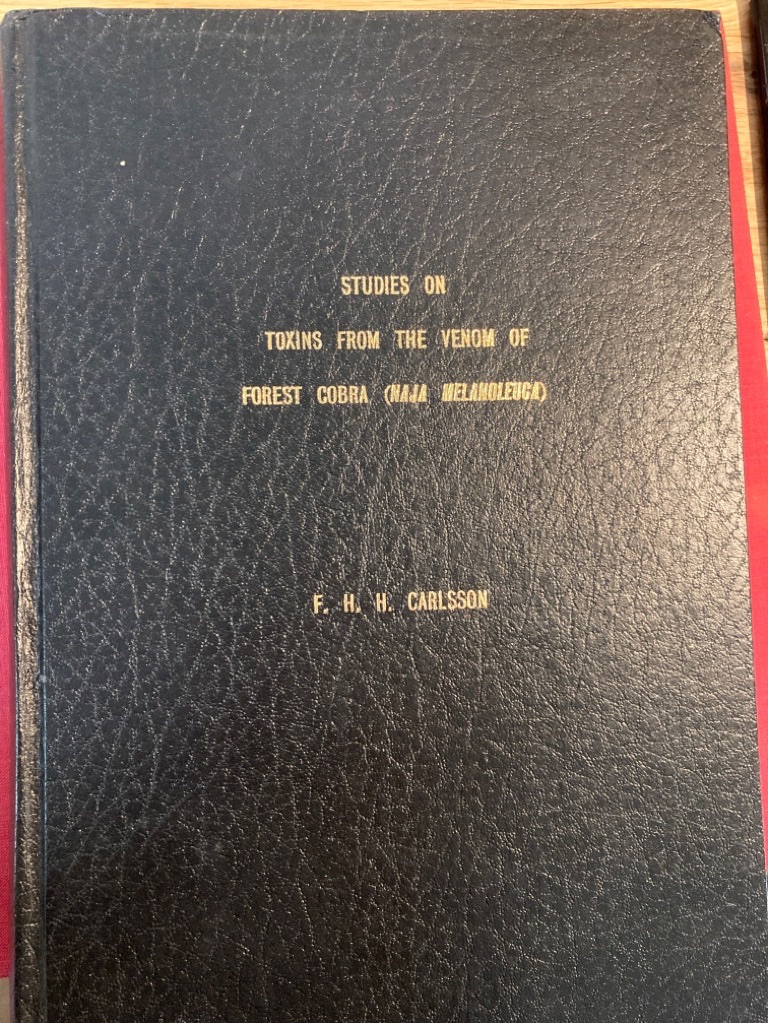 STUDIES ON
TOXINS FROM THE VENOM OF
FOREST COBRA (NAJA MELANOLEUCA)
F. H. H. CARLSSON